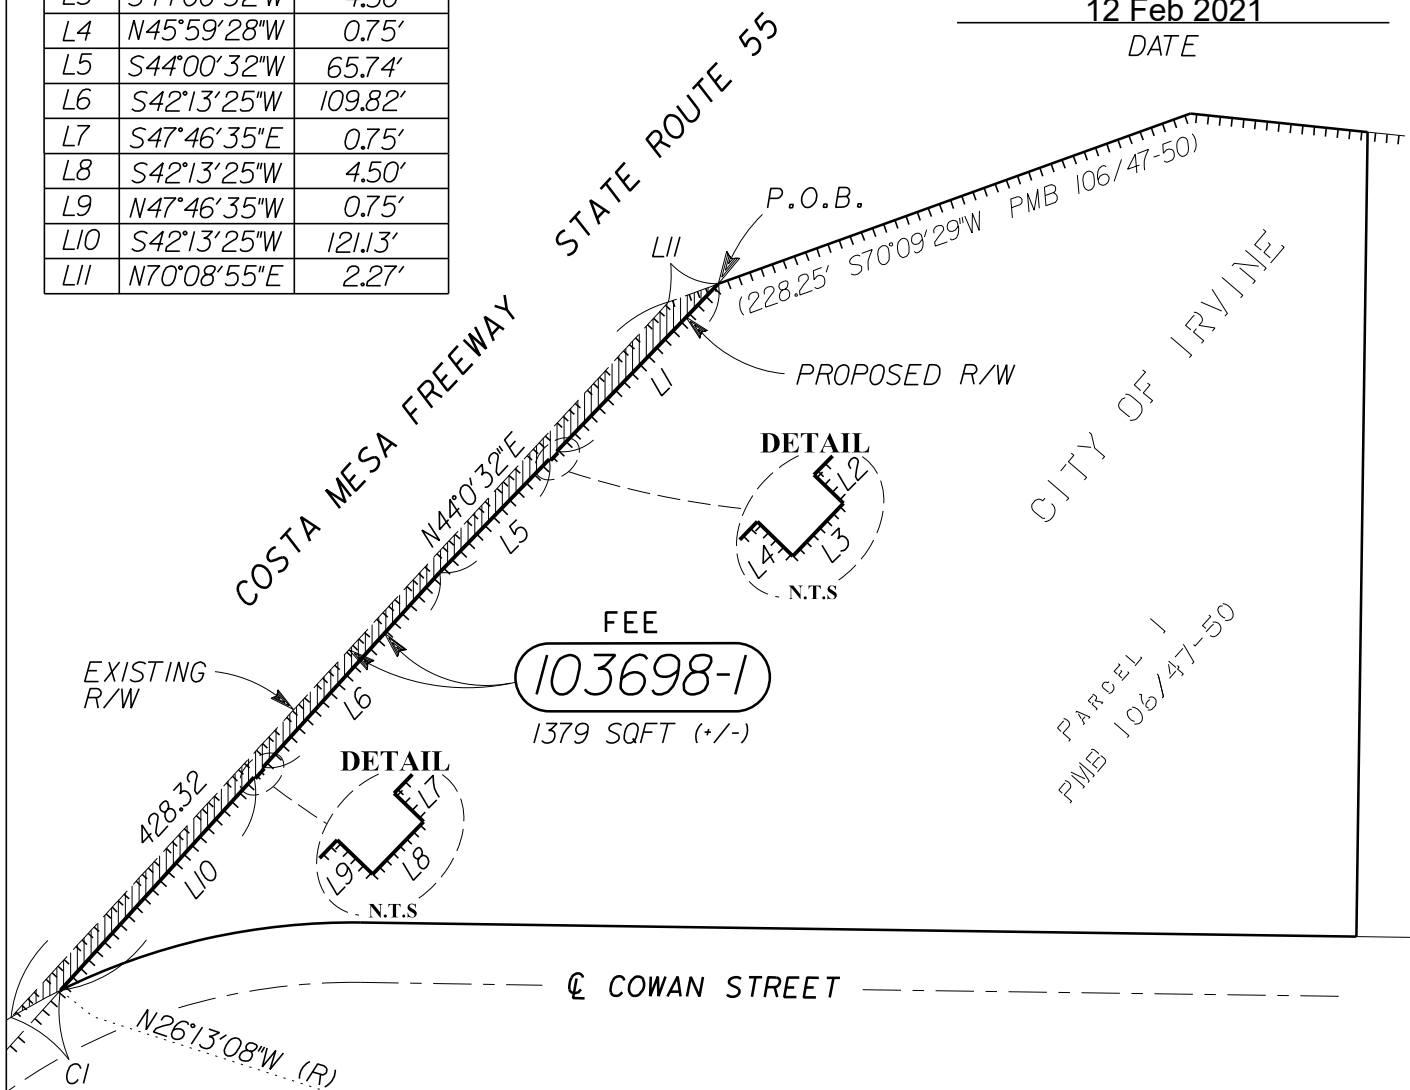 12 Feb 2021
DATE
L4 N45°59'28"W 0.75'
L5 S44°00'32"W 65.74'
L6 S42°13'25"W 109.82'
L7 S47°46'35"E 0.75'
L8 S42°13'25"W 4.50'
L9 N47°46'35"W 0.75'
L10 S42°13'25"W 121.13'
L11 N70°08'55"E 2.27'
STATE ROUTE 55
P.O.B.
L11
(228.25' S70°09'29"W PMB 106/47-50)
PROPOSED R/W
L1
COSTA MESA FREEWAY
CITY OF IRVINE
DETAIL
L2
L3
L4
N.T.S
N44°0'32"E
L5
FEE
103698-1
1379 SQFT (+/-)
EXISTING
R/W
L6
PARCEL 1
PMB 106/47-50
DETAIL
L7
L8
L9
N.T.S
428.32
L10
℄ COWAN STREET
N26°13'08"W (R)
C1